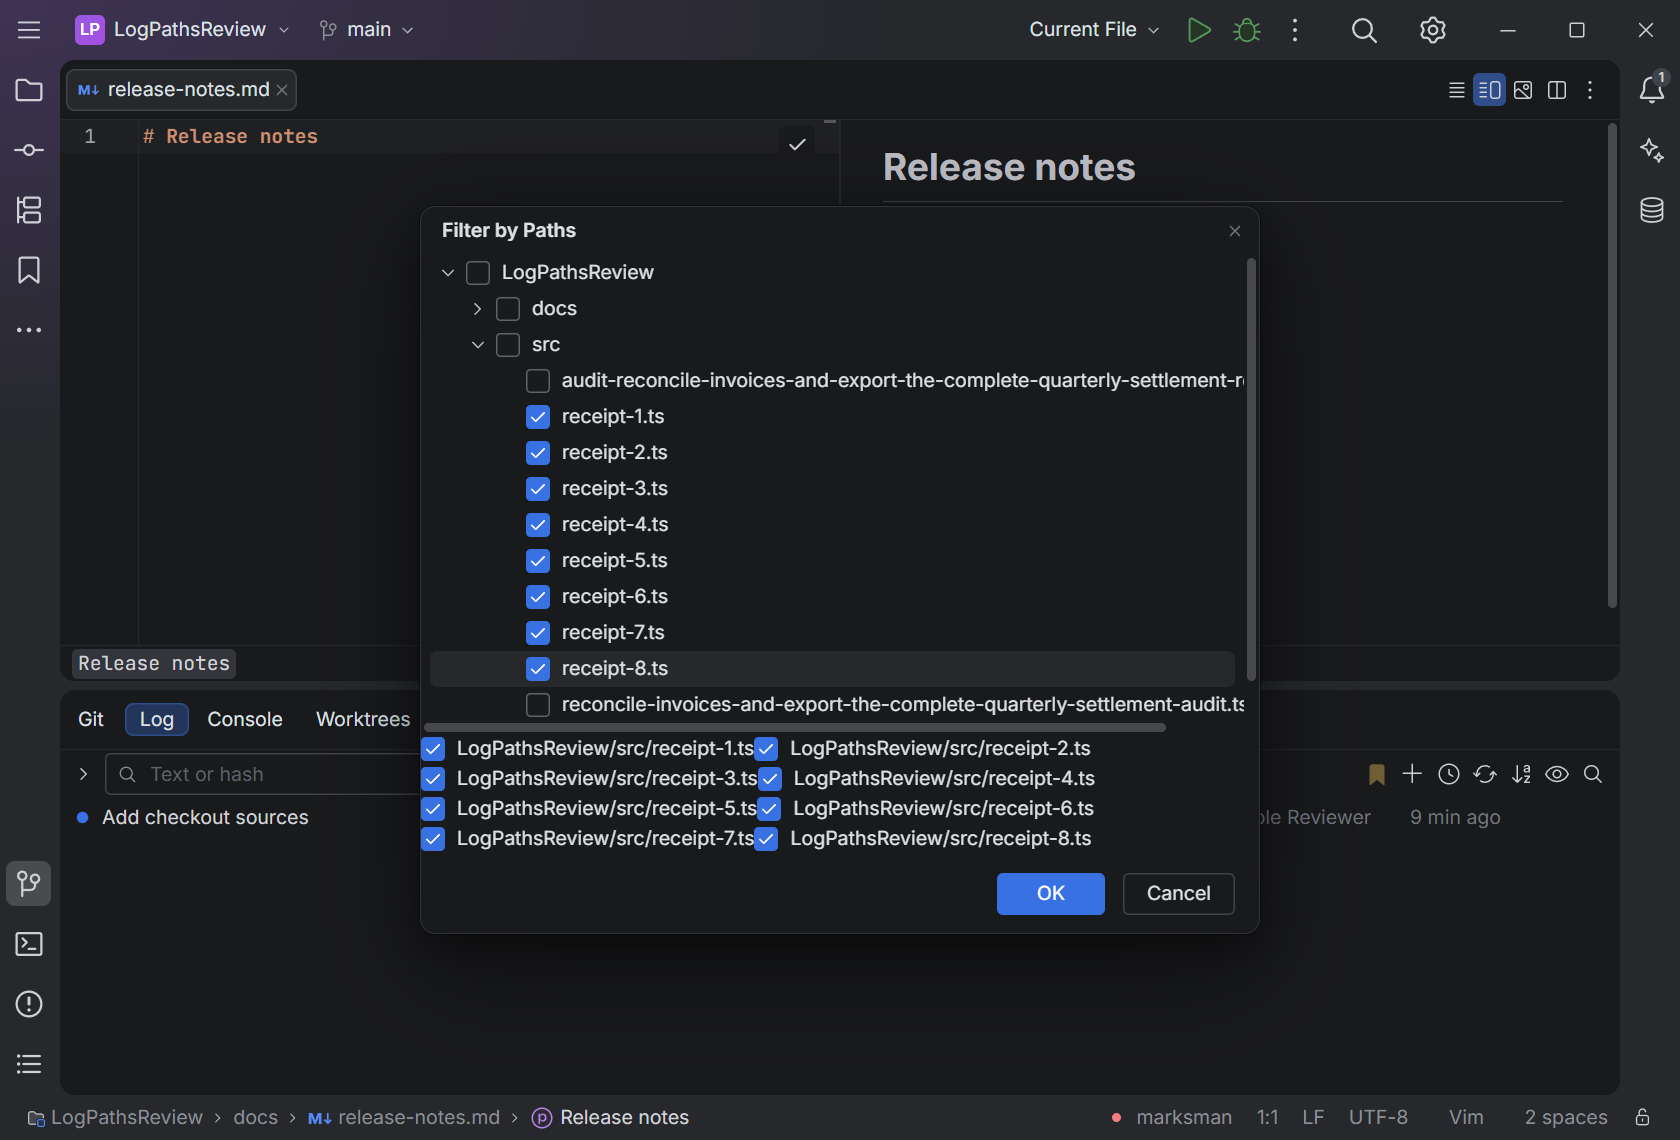 LP LogPathsReview main Current File
M↓ release-notes.md
1
1 # Release notes
Release notes
Filter by Paths
LogPathsReview
docs
src
audit-reconcile-invoices-and-export-the-complete-quarterly-settlement-r
receipt-1.ts
receipt-2.ts
receipt-3.ts
receipt-4.ts
receipt-5.ts
receipt-6.ts
receipt-7.ts
receipt-8.ts
reconcile-invoices-and-export-the-complete-quarterly-settlement-audit.ts
LogPathsReview/src/receipt-1.ts LogPathsReview/src/receipt-2.ts
LogPathsReview/src/receipt-3.ts LogPathsReview/src/receipt-4.ts
LogPathsReview/src/receipt-5.ts LogPathsReview/src/receipt-6.ts
LogPathsReview/src/receipt-7.ts LogPathsReview/src/receipt-8.ts
OK Cancel
Release notes
Git Log Console Worktrees
Text or hash
Add checkout sources Reviewer 9 min ago
LogPathsReview › docs › M↓ release-notes.md › p Release notes marksman 1:1 LF UTF-8 Vim 2 spaces